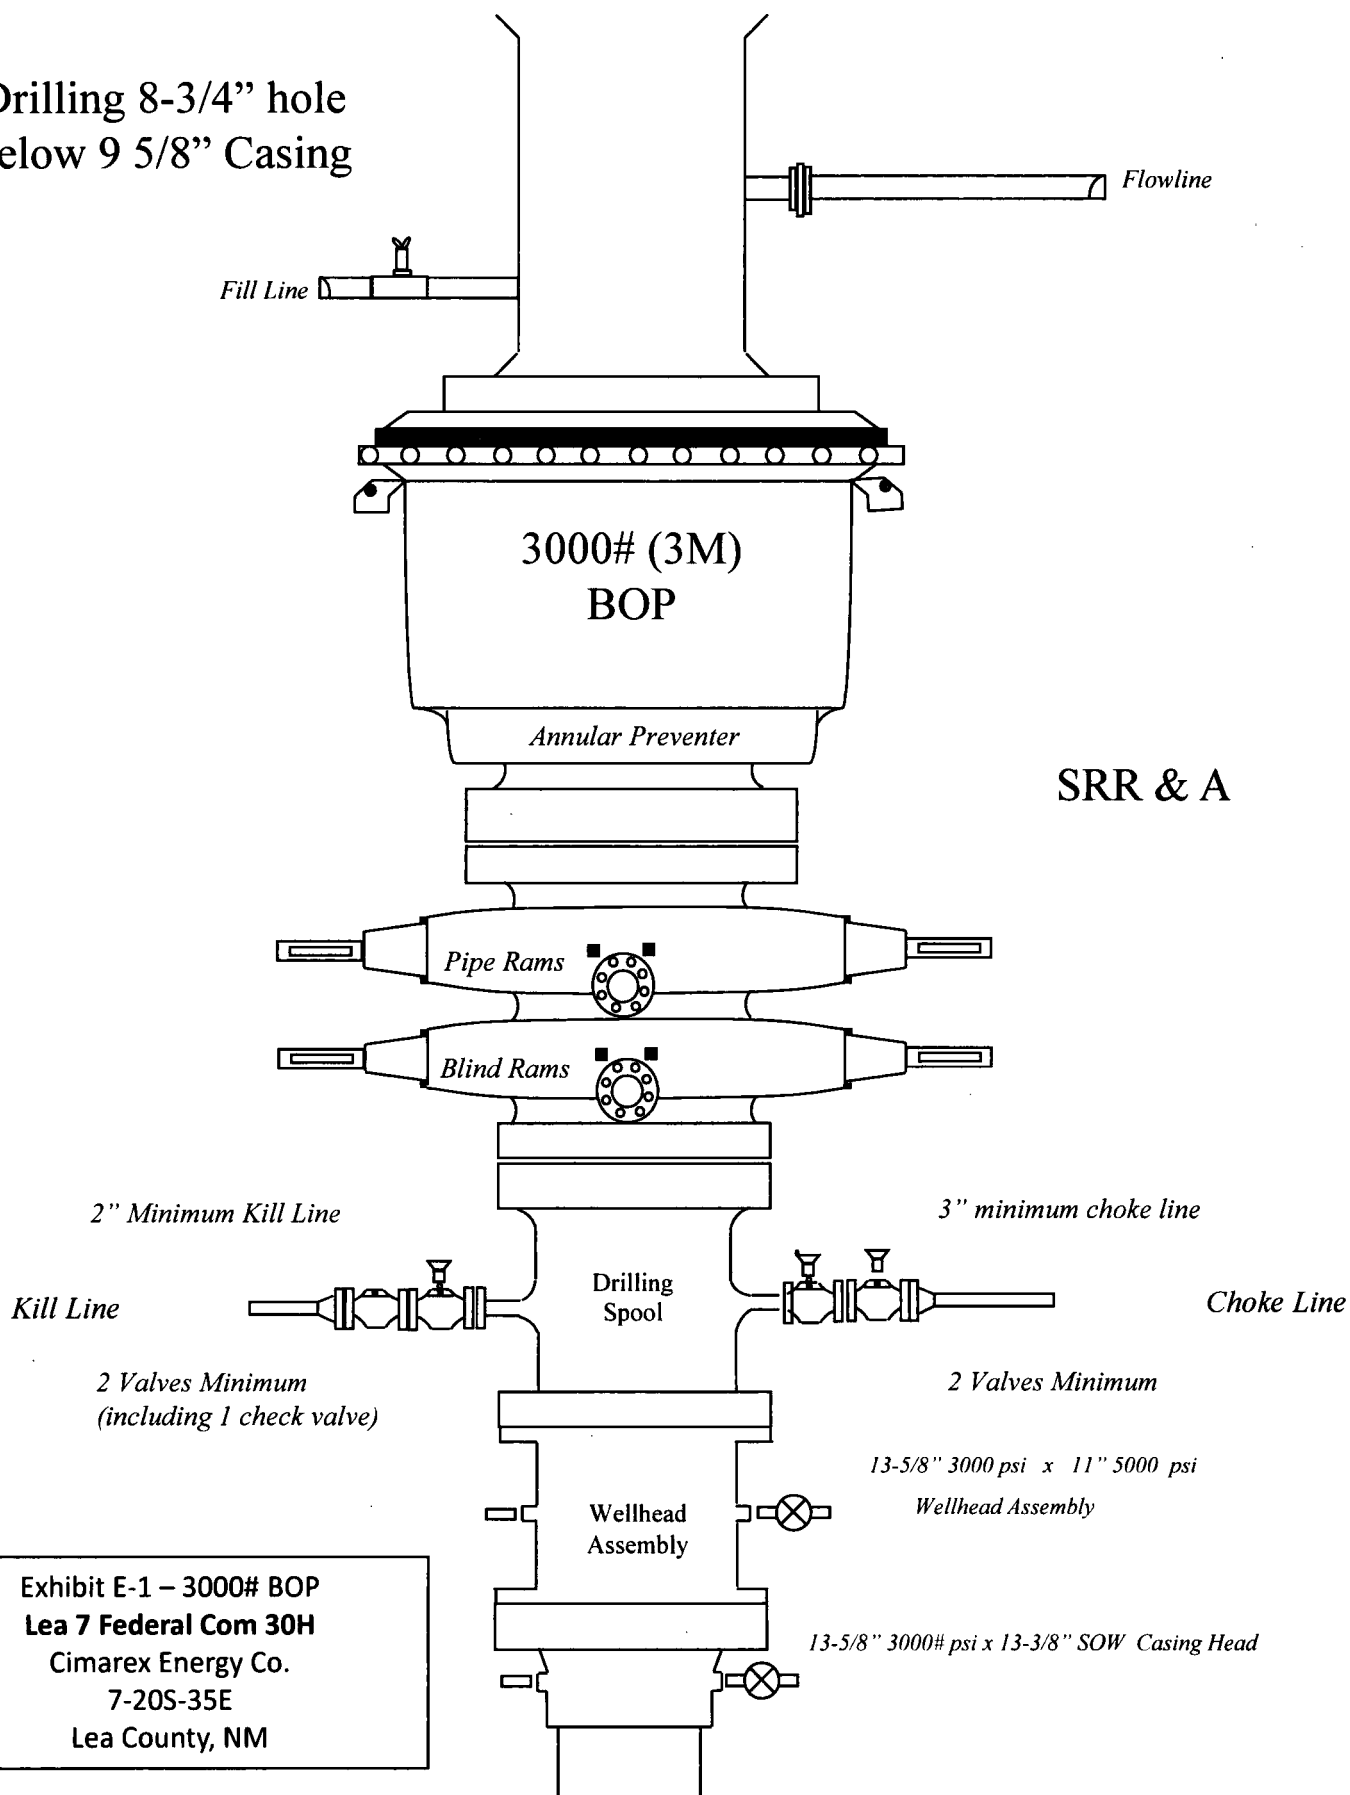 Drilling 8-3/4” hole
elow 9 5/8” Casing
Flowline
Fill Line
3000# (3M)
BOP
Annular Preventer
SRR & A
Pipe Rams
Blind Rams
2” Minimum Kill Line
3” minimum choke line
Drilling
Spool
Kill Line
Choke Line
2 Valves Minimum
(including 1 check valve)
2 Valves Minimum
13-5/8” 3000 psi x 11” 5000 psi
Wellhead Assembly
Wellhead
Assembly
Exhibit E-1 – 3000# BOP
Lea 7 Federal Com 30H
Cimarex Energy Co.
7-20S-35E
Lea County, NM
13-5/8” 3000# psi x 13-3/8” SOW Casing Head